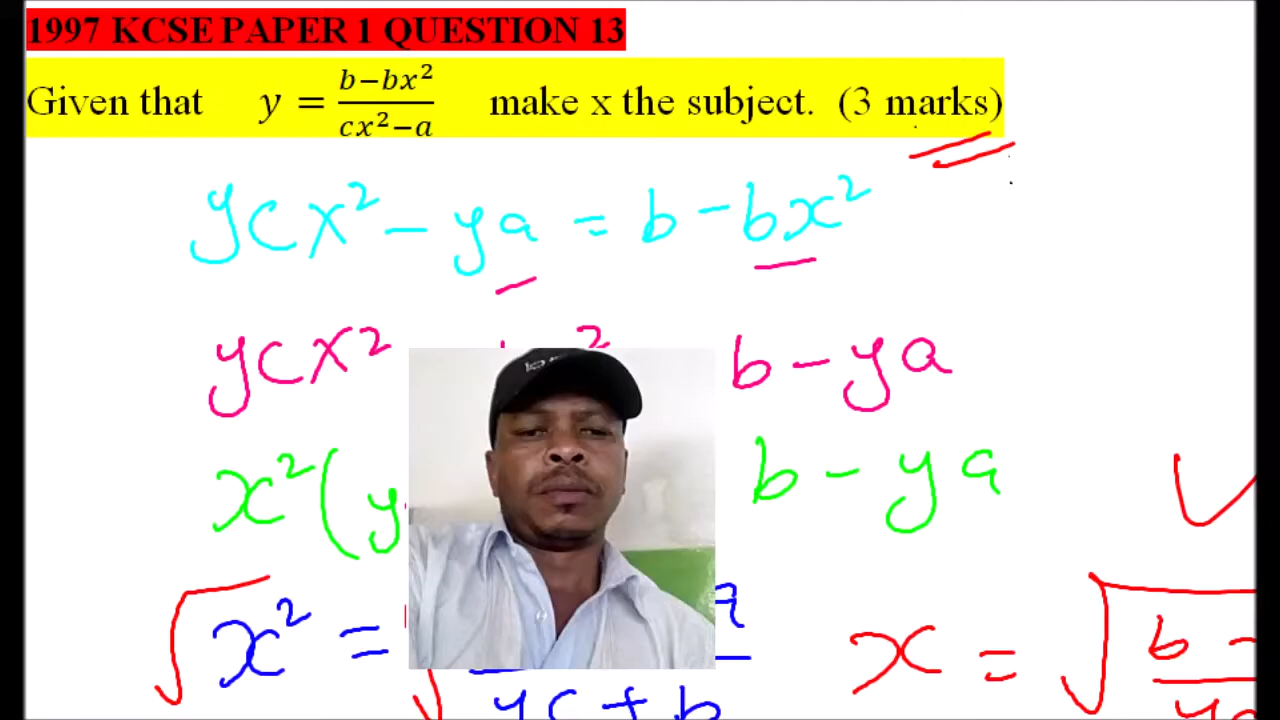 1997 KCSE PAPER 1 QUESTION 13
Given that y = (b−bx²)/(cx²−a) make x the subject. (3 marks)
ycx² − ya = b − bx²
ycx² b − ya
x²(y b − ya
√x² = a x = √b −
yc + b